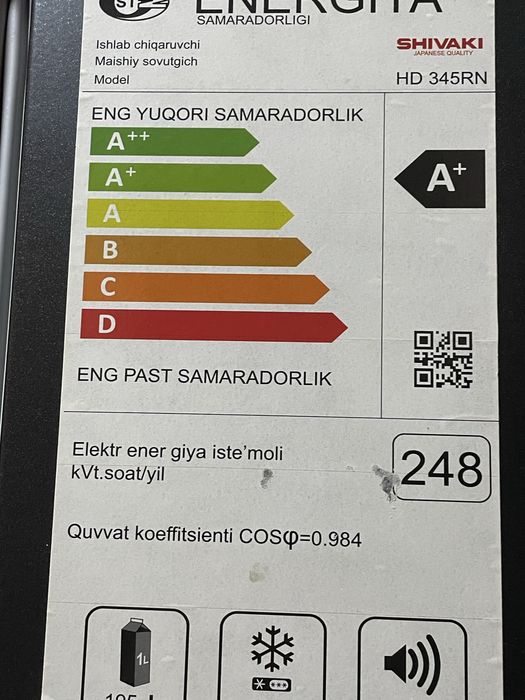 ENERGIYA
SAMARADORLIGI
Ishlab chiqaruvchi
Maishiy sovutgich
Model
SHIVAKI
JAPANESE QUALITY
HD 345RN
ENG YUQORI SAMARADORLIK
A++
A+
A
B
C
D
A+
ENG PAST SAMARADORLIK
Elektr ener giya iste'moli
kVt.soat/yil
248
Quvvat koeffitsienti COSφ=0.984
1L